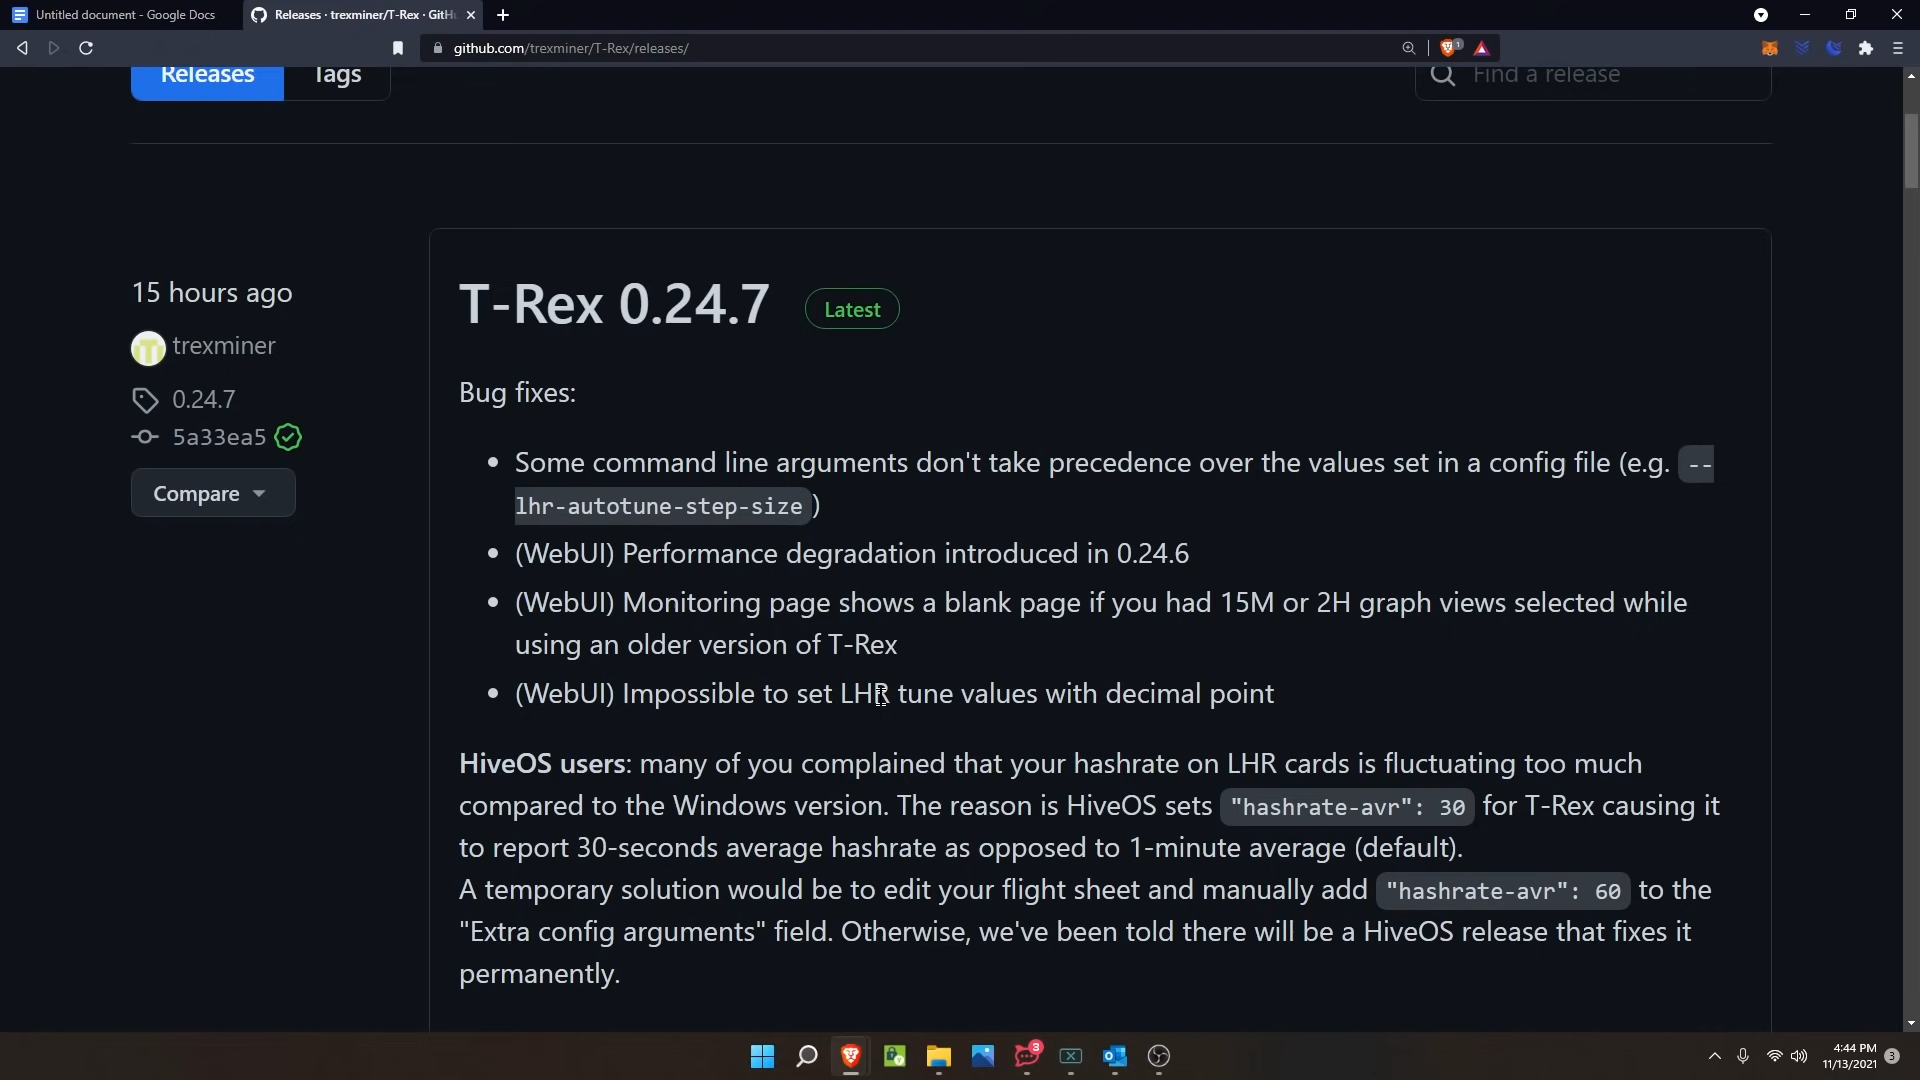 Untitled document - Google Docs
Releases · trexminer/T-Rex · GitHu
github.com/trexminer/T-Rex/releases/
1
Releases
Tags
Find a release
15 hours ago
trexminer
0.24.7
5a33ea5
Compare
T-Rex 0.24.7
Latest
Bug fixes:
Some command line arguments don't take precedence over the values set in a config file (e.g. --
lhr-autotune-step-size )
(WebUI) Performance degradation introduced in 0.24.6
(WebUI) Monitoring page shows a blank page if you had 15M or 2H graph views selected while
using an older version of T-Rex
(WebUI) Impossible to set LHR tune values with decimal point
HiveOS users: many of you complained that your hashrate on LHR cards is fluctuating too much
compared to the Windows version. The reason is HiveOS sets "hashrate-avr": 30 for T-Rex causing it
to report 30-seconds average hashrate as opposed to 1-minute average (default).
A temporary solution would be to edit your flight sheet and manually add "hashrate-avr": 60 to the
"Extra config arguments" field. Otherwise, we've been told there will be a HiveOS release that fixes it
permanently.
3
4:44 PM
11/13/2021
3